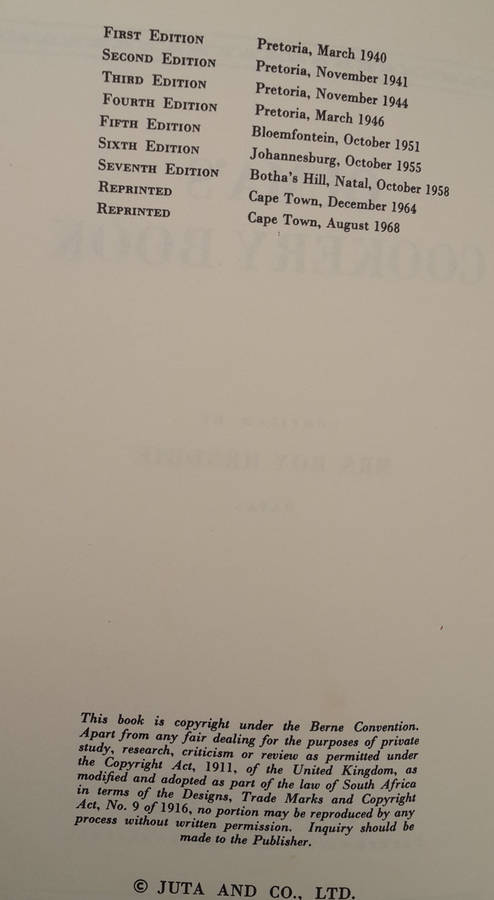 First Edition Pretoria, March 1940
Second Edition Pretoria, November 1941
Third Edition Pretoria, November 1944
Fourth Edition Pretoria, March 1946
Fifth Edition Bloemfontein, October 1951
Sixth Edition Johannesburg, October 1955
Seventh Edition Botha's Hill, Natal, October 1958
Reprinted Cape Town, December 1964
Reprinted Cape Town, August 1968
COOKERY BOOK
This book is copyright under the Berne Convention.
Apart from any fair dealing for the purposes of private
study, research, criticism or review as permitted under
the Copyright Act, 1911, of the United Kingdom, as
modified and adopted as part of the law of South Africa
in terms of the Designs, Trade Marks and Copyright
Act, No. 9 of 1916, no portion may be reproduced by any
process without written permission. Inquiry should be
made to the Publisher.
© JUTA AND CO., LTD.